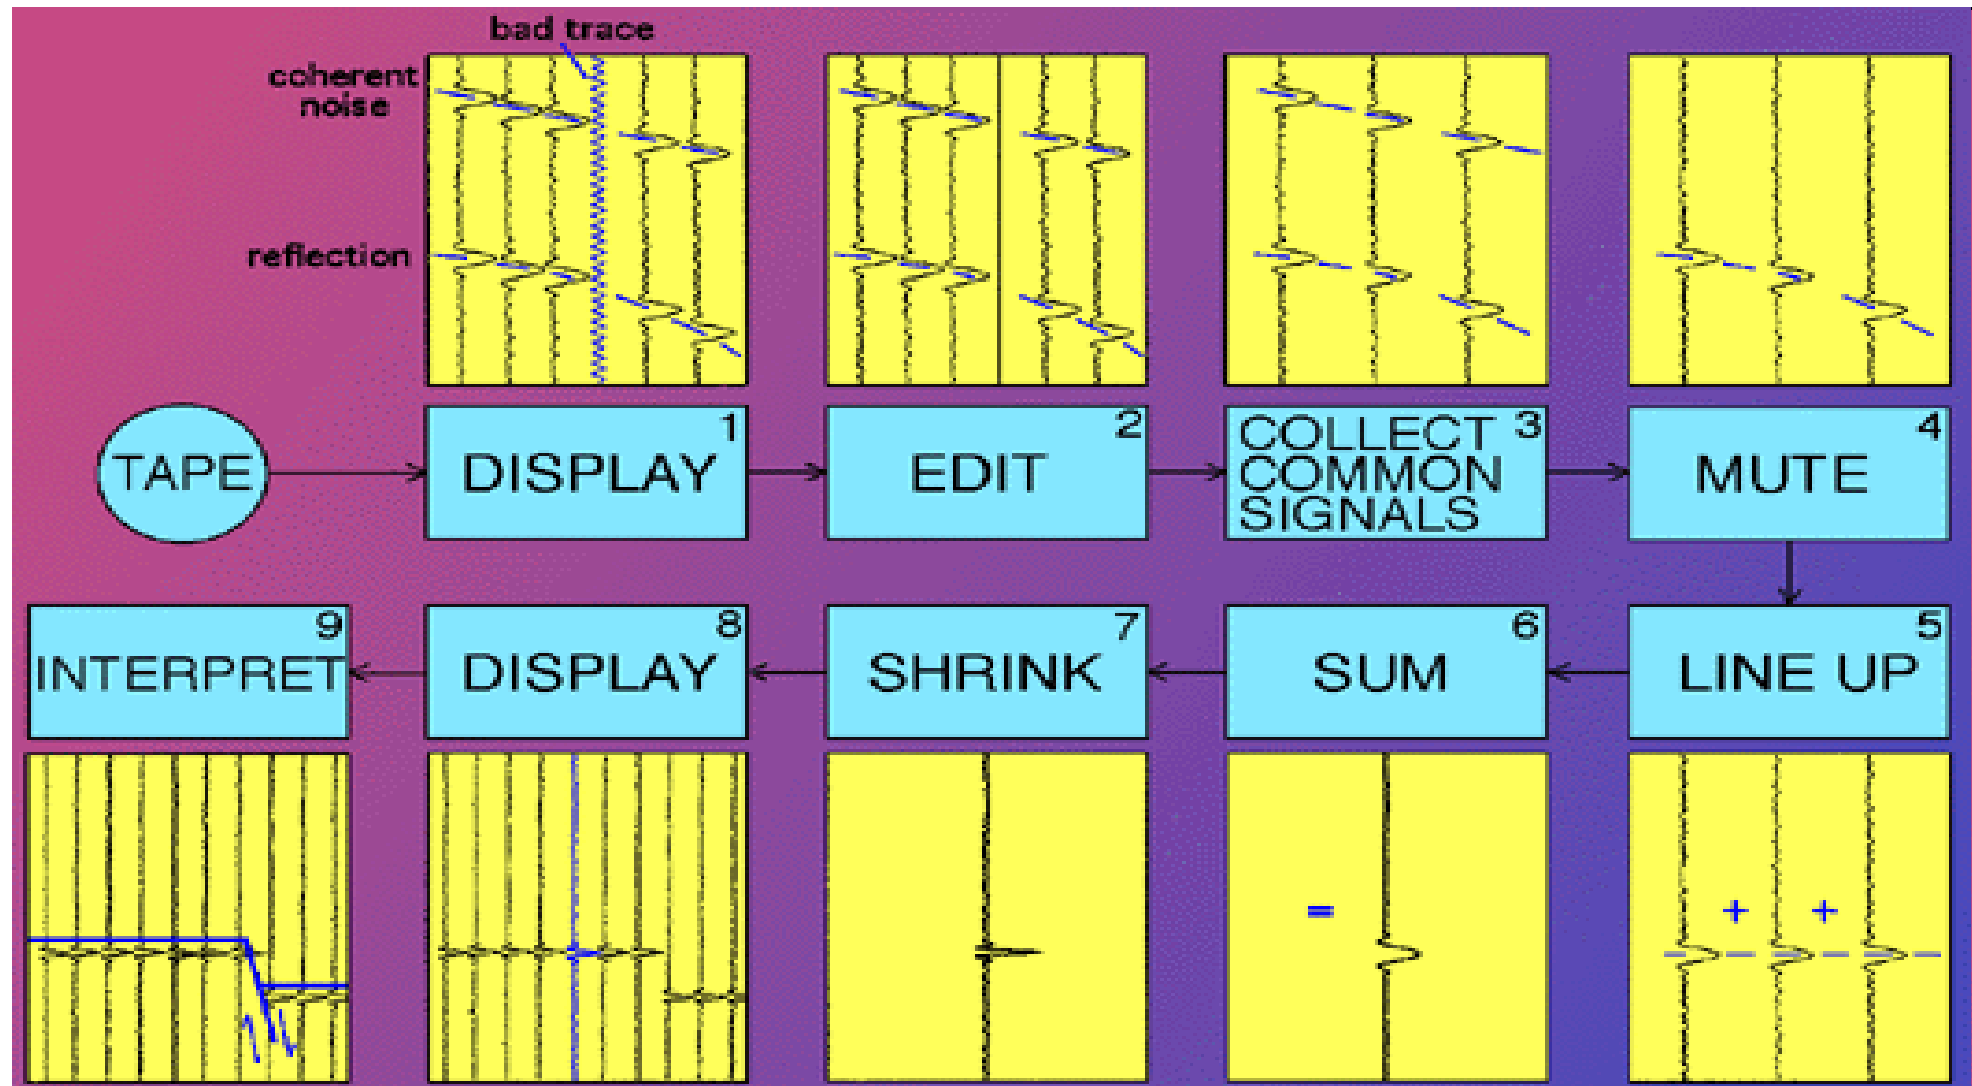 bad trace
coherent
noise
reflection
TAPE
1
DISPLAY
2
EDIT
3
COLLECT
COMMON
SIGNALS
4
MUTE
5
LINE UP
6
SUM
7
SHRINK
8
DISPLAY
9
INTERPRET
=
+ +